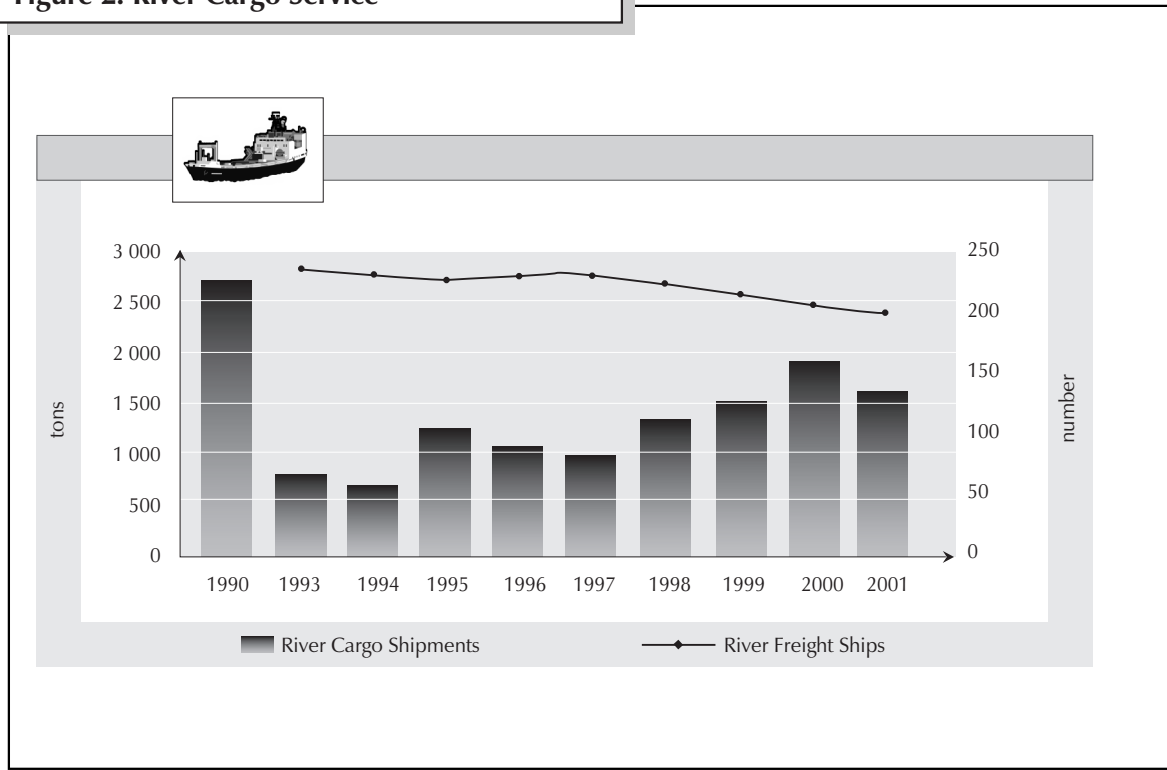 Figure 2. River Cargo Service
3 000
2 500
2 000
1 500
1 000
500
0
tons
250
200
150
100
50
0
number
1990 1993 1994 1995 1996 1997 1998 1999 2000 2001
River Cargo Shipments River Freight Ships